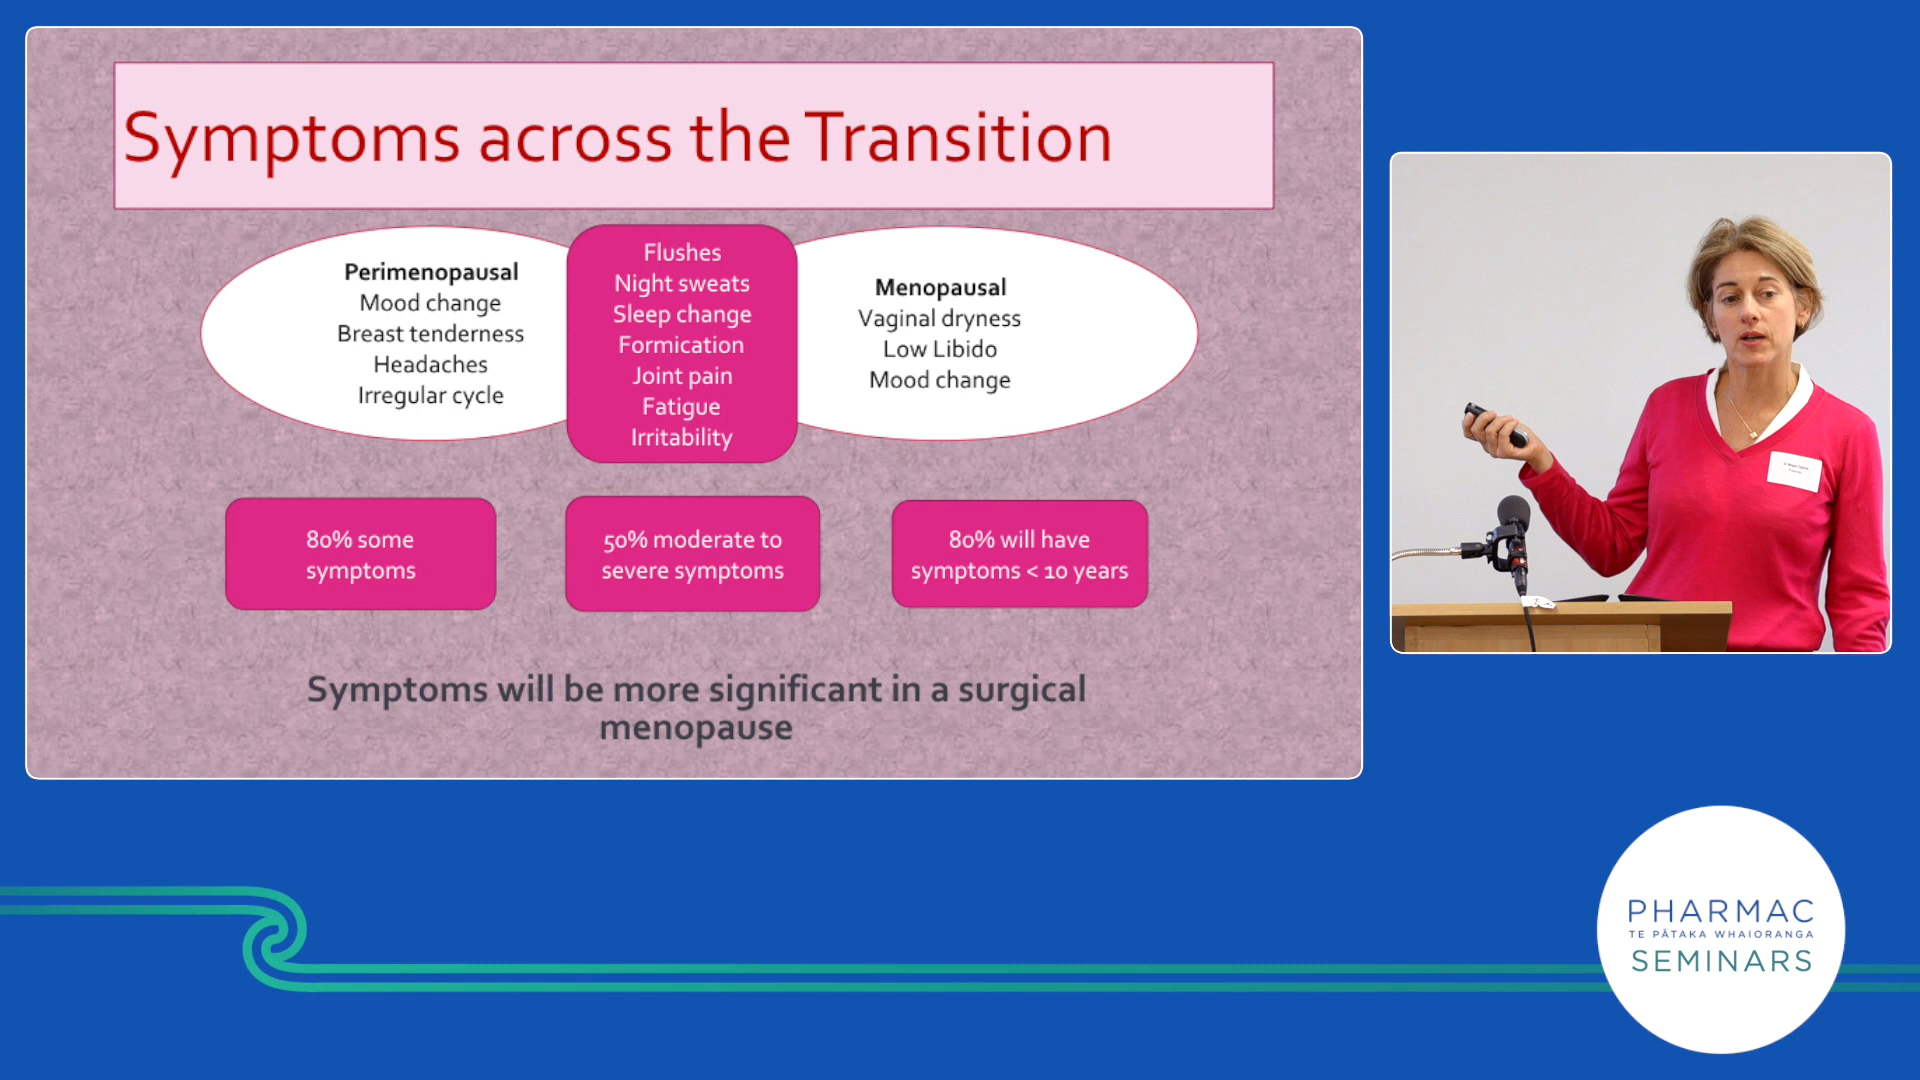 Symptoms across the Transition
Perimenopausal
Mood change
Breast tenderness
Headaches
Irregular cycle
Flushes
Night sweats
Sleep change
Formication
Joint pain
Fatigue
Irritability
Menopausal
Vaginal dryness
Low Libido
Mood change
80% some
symptoms
50% moderate to
severe symptoms
80% will have
symptoms < 10 years
Symptoms will be more significant in a surgical
menopause
PHARMAC
TE PĀTAKA WHAIORANGA
SEMINARS